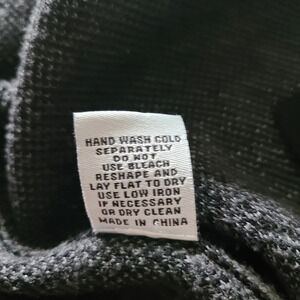 HAND WASH COLD
SEPARATELY
DO NOT
USE BLEACH
RESHAPE AND
LAY FLAT TO DRY
USE LOW IRON
IF NECESSARY
OR DRY CLEAN
MADE IN CHINA